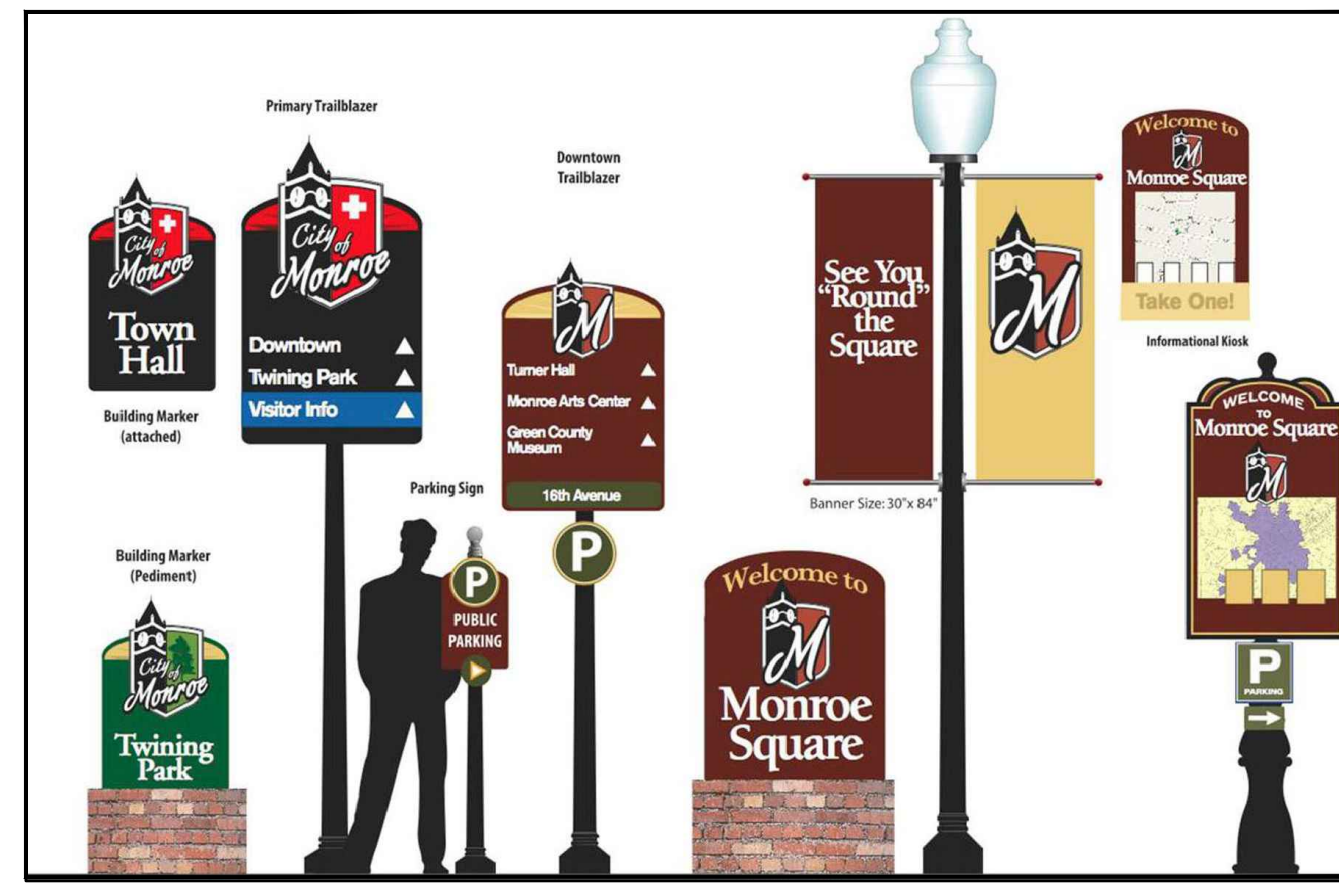 Primary Trailblazer
City of
Monroe
Downtown
Twining Park
Visitor Info
City of
Monroe
Town
Hall
Building Marker
(attached)
Downtown
Trailblazer
M
Turner Hall
Monroe Arts Center
Green County
Museum
16th Avenue
P
Parking Sign
P
PUBLIC
PARKING
Building Marker
(Pediment)
City of
Monroe
Twining
Park
See You
“Round”
the
Square
M
Banner Size: 30"x 84"
Welcome to
M
Monroe
Square
Welcome to
M
Monroe Square
Take One!
Informational Kiosk
WELCOME
TO
Monroe Square
M
P
PARKING